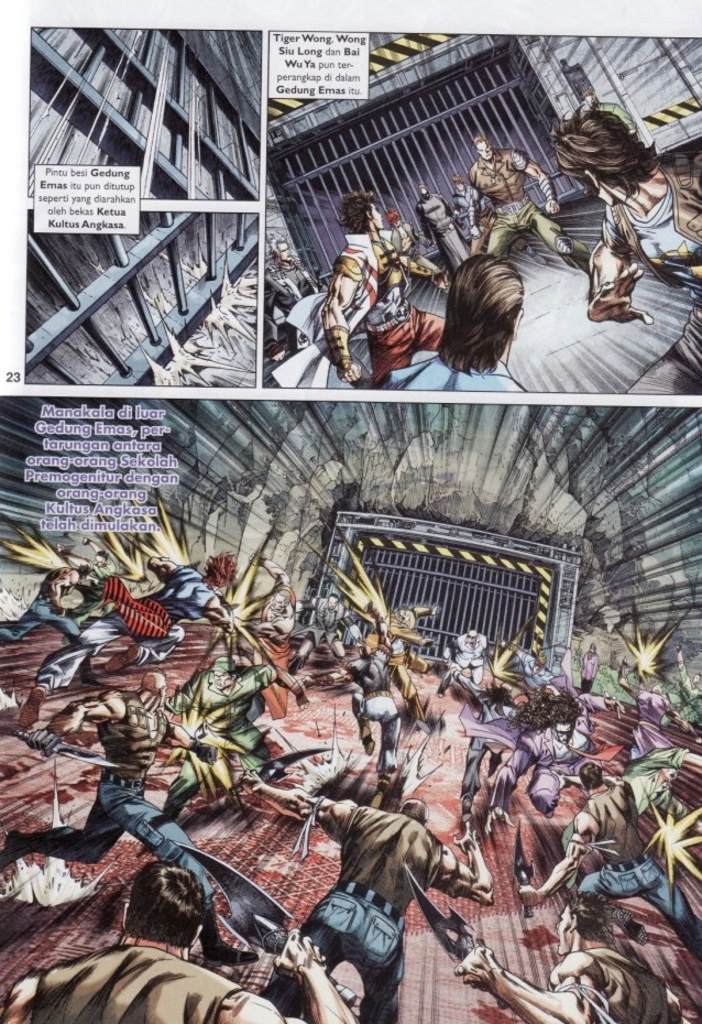 Pintu besi Gedung
Emas itu pun ditutup
seperti yang diarahkan
oleh bekas Ketua
Kultus Angkasa.
Tiger Wong, Wong
Siu Long dan Bai
Wu Ya pun ter-
perangkap di dalam
Gedung Emas itu.
23
Manakala di luar
Gedung Emas, per-
tarungan antara
orang-orang Sekolah
Premogenitur dengan
orang-orang
Kultus Angkasa
telah dimulakan.